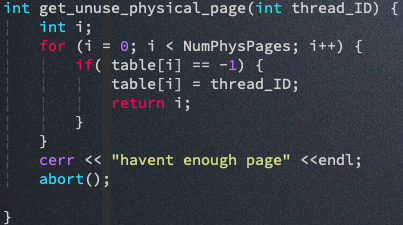 int get_unuse_physical_page(int thread_ID) {
    int i;
    for (i = 0; i < NumPhysPages; i++) {
        if( table[i] == -1) {
            table[i] = thread_ID;
            return i;
        }
    }
    cerr << "havent enough page" <<endl;
    abort();
}